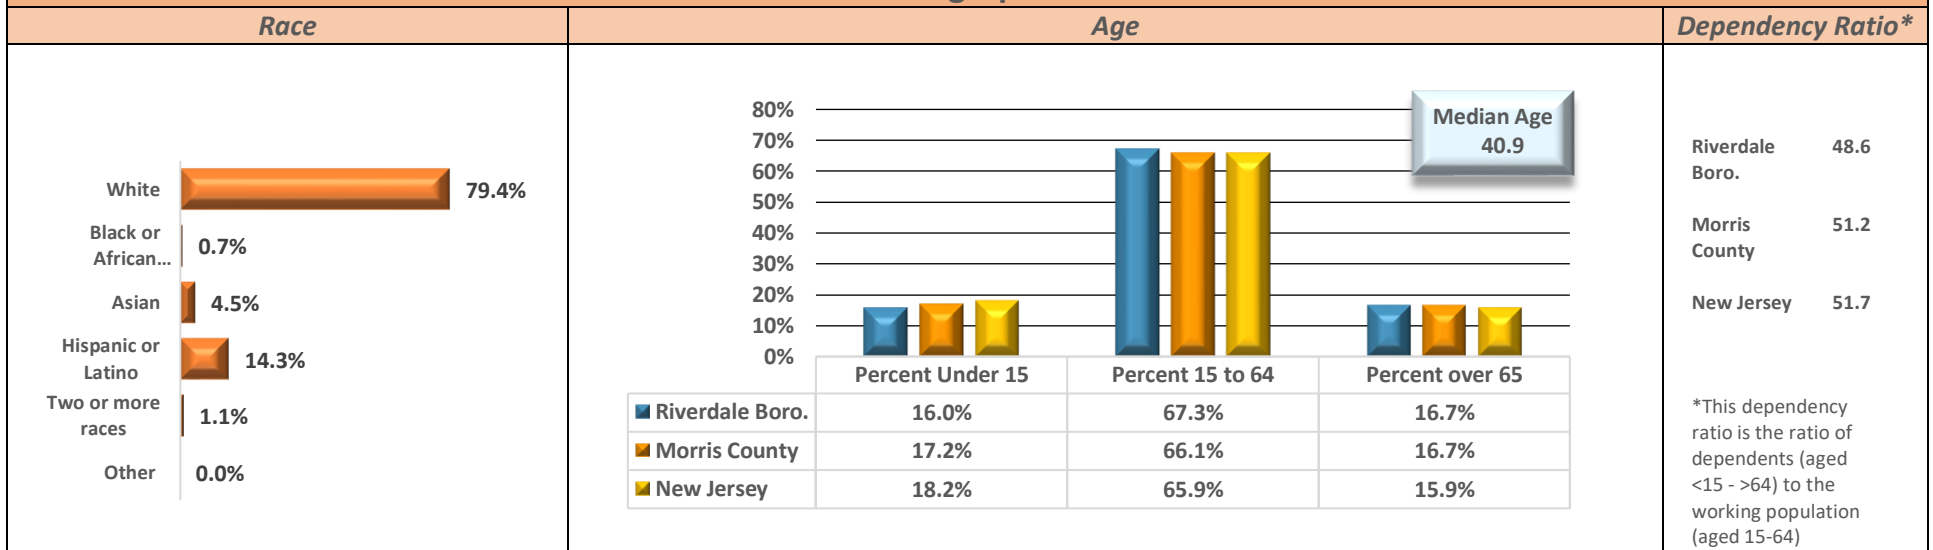 Race
Age
Dependency Ratio*
White
79.4%
Black or
African...
0.7%
Asian
4.5%
Hispanic or
Latino
14.3%
Two or more
races
1.1%
Other
0.0%
80%
70%
60%
50%
40%
30%
20%
10%
0%
Median Age
40.9
Percent Under 15 Percent 15 to 64 Percent over 65
Riverdale Boro. 16.0% 67.3% 16.7%
Morris County 17.2% 66.1% 16.7%
New Jersey 18.2% 65.9% 15.9%
Riverdale 48.6
Boro.
Morris 51.2
County
New Jersey 51.7
*This dependency
ratio is the ratio of
dependents (aged
<15 - >64) to the
working population
(aged 15-64)